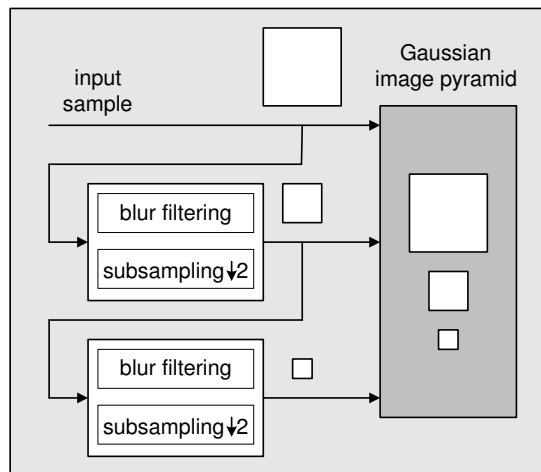 input
sample
Gaussian
image pyramid
blur filtering
subsampling↓2
blur filtering
subsampling↓2